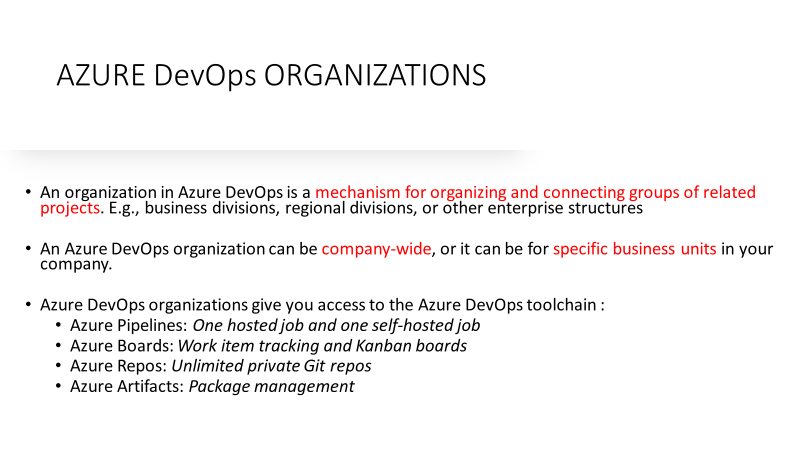 AZURE DevOps ORGANIZATIONS
• An organization in Azure DevOps is a mechanism for organizing and connecting groups of related
projects. E.g., business divisions, regional divisions, or other enterprise structures
• An Azure DevOps organization can be company-wide, or it can be for specific business units in your
company.
• Azure DevOps organizations give you access to the Azure DevOps toolchain :
• Azure Pipelines: One hosted job and one self-hosted job
• Azure Boards: Work item tracking and Kanban boards
• Azure Repos: Unlimited private Git repos
• Azure Artifacts: Package management